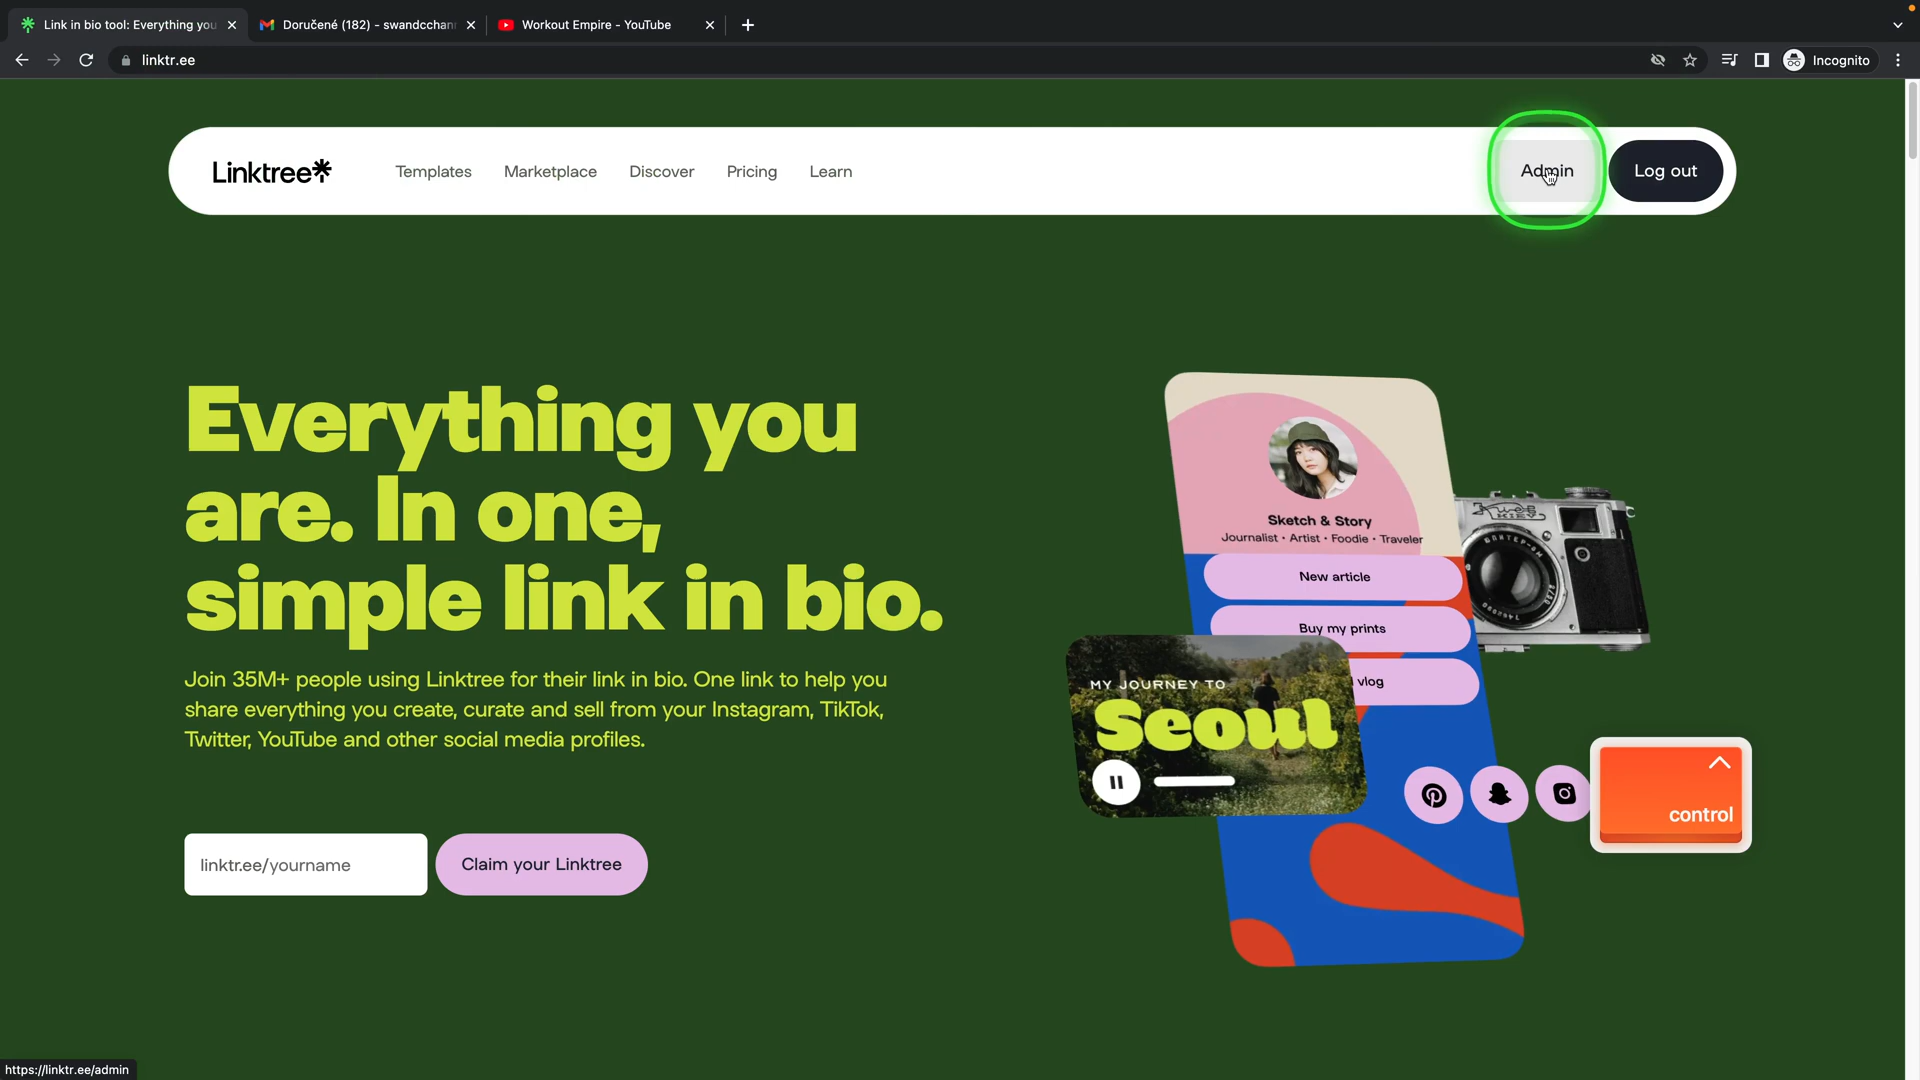 Link in bio tool: Everything you
Doručené (182) - swandcchann
Workout Empire - YouTube
linktr.ee
Incognito
Linktree
Templates
Marketplace
Discover
Pricing
Learn
Admin
Log out
Everything you
are. In one,
simple link in bio.
Join 35M+ people using Linktree for their link in bio. One link to help you
share everything you create, curate and sell from your Instagram, TikTok,
Twitter, YouTube and other social media profiles.
linktr.ee/yourname
Claim your Linktree
Sketch & Story
Journalist • Artist • Foodie • Traveler
New article
Buy my prints
vlog
MY JOURNEY TO
Seoul
control
https://linktr.ee/admin